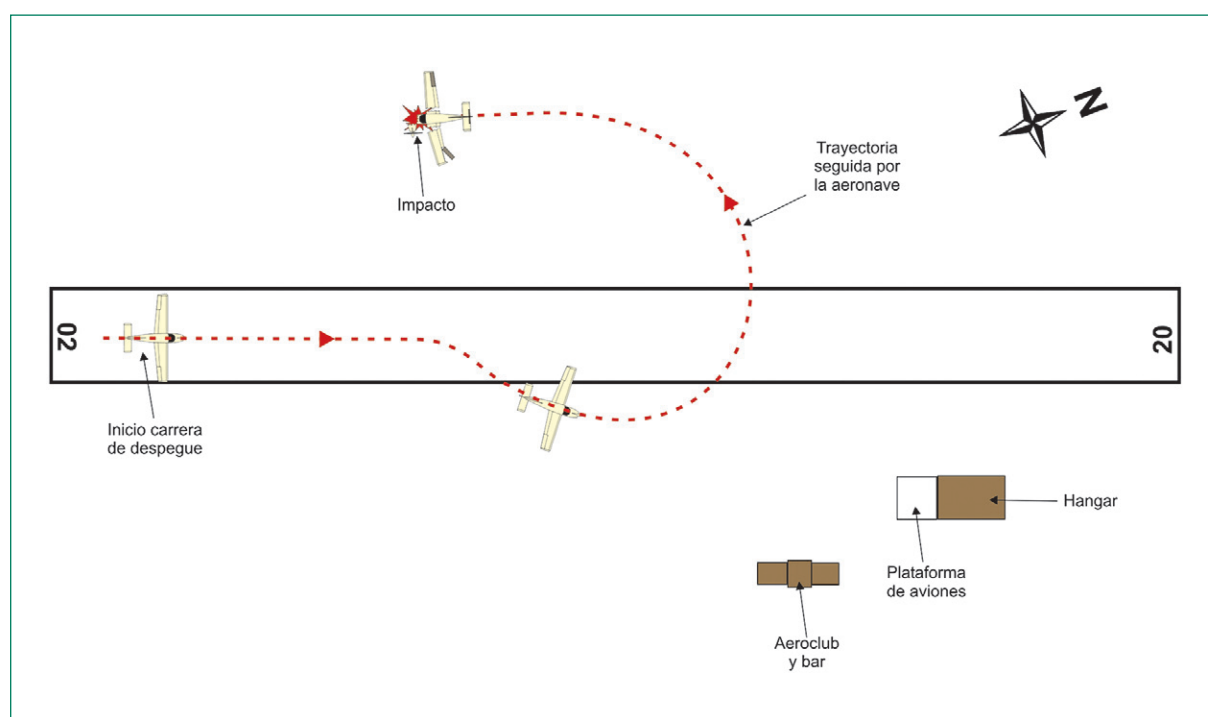 N
Trayectoria
seguida por
la aeronave
Impacto
02
20
Inicio carrera
de despegue
Hangar
Plataforma
de aviones
Aeroclub
y bar